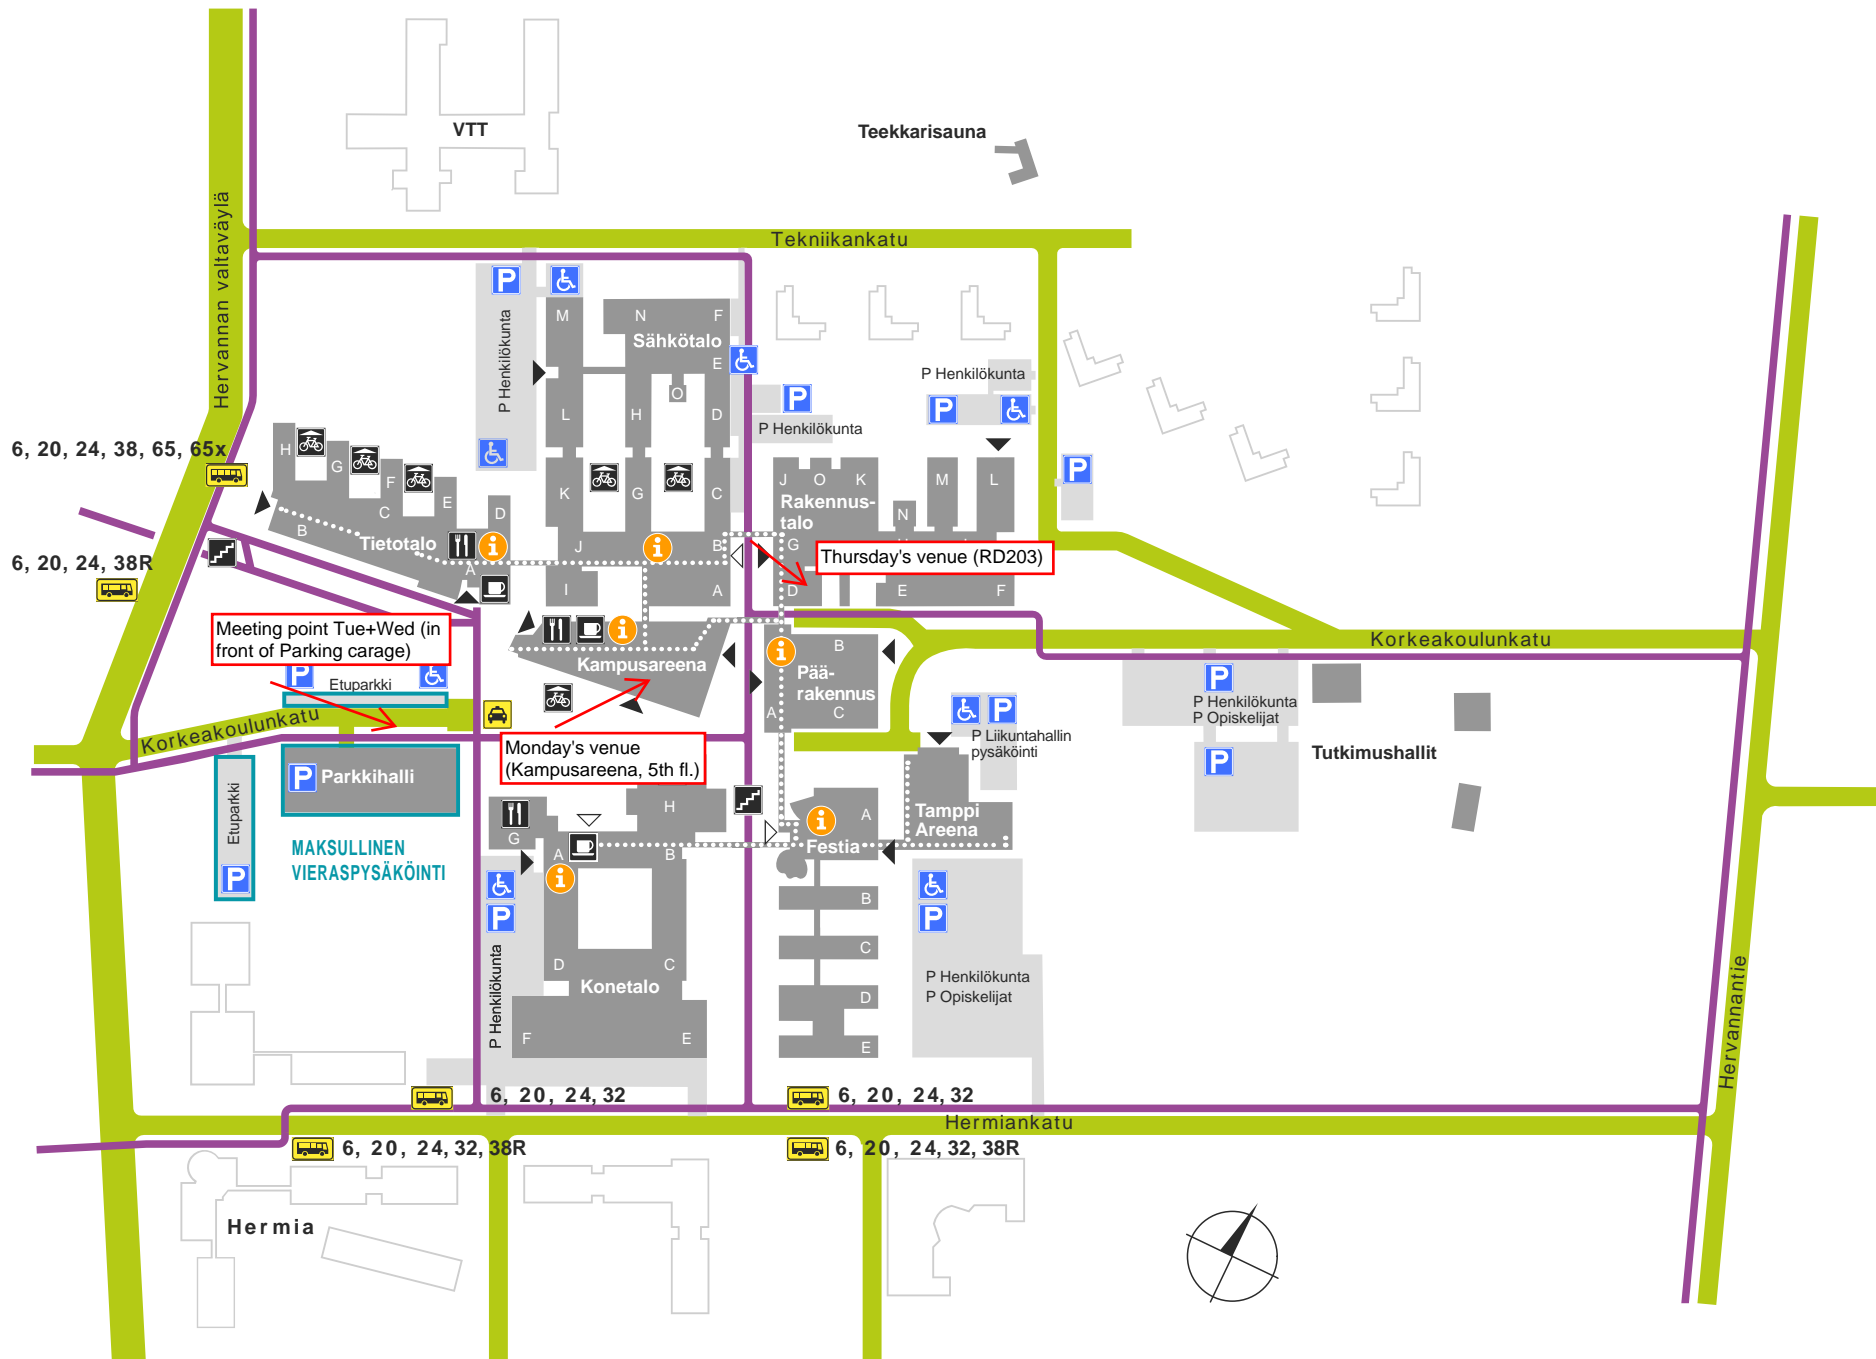 VTT
Teekkarisauna
Hervannan valtaväylä
Tekniikankatu
P Henkilökunta
M
N
F
Sähkötalo
E
O
L
H
D
P Henkilökunta
P Henkilökunta
6, 20, 24, 38, 65, 65x
H
G
F
E
C
D
B
Tietotalo
A
K
G
C
J
B
I
A
J
O
K
M
L
Rakennus-
talo
N
G
D
E
F
Thursday's venue (RD203)
6, 20, 24, 38R
Meeting point Tue+Wed (in
front of Parking carage)
Etuparkki
Kampusareena
B
Pää-
rakennus
A
C
Korkeakoulunkatu
P Henkilökunta
P Opiskelijat
Tutkimushallit
P Liikuntahallin
pysäköinti
Korkeakoulunkatu
Monday's venue
(Kampusareena, 5th fl.)
Parkkihalli
Etuparkki
MAKSULLINEN
VIERASPYSÄKÖINTI
H
G
A
B
D
C
Konetalo
F
E
P Henkilökunta
A
Festia
Tamppi
Areena
B
C
D
E
P Henkilökunta
P Opiskelijat
Hervannantie
6, 20, 24, 32
6, 20, 24, 32
Hermiankatu
6, 20, 24, 32, 38R
6, 20, 24, 32, 38R
Hermia